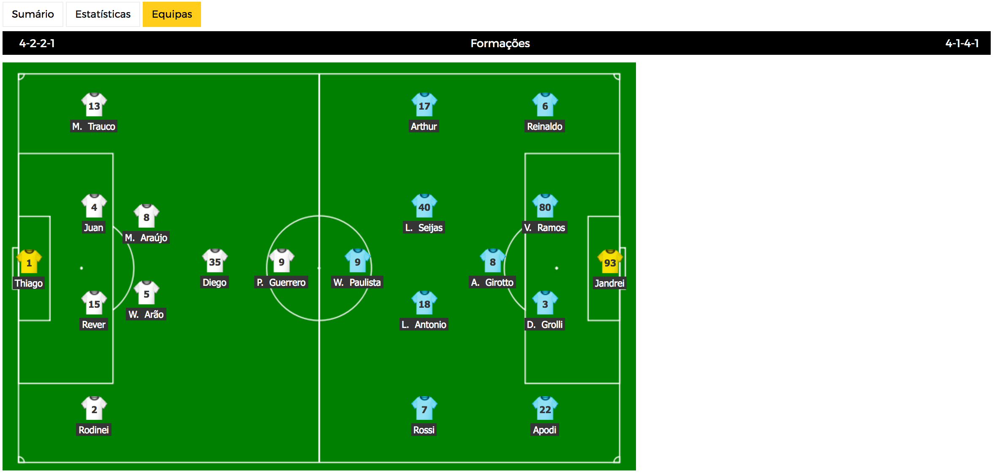 Sumário Estatísticas Equipas
4-2-2-1 Formações 4-1-4-1
13 17 6
M. Trauco Arthur Reinaldo
4 40 80
8
Juan L. Seijas V. Ramos
M. Araújo
1 35 9 9 8 93
Thiago Diego P. Guerrero W. Paulista A. Girotto Jandrei
5
15 18 3
W. Arão
Rever L. Antonio D. Grolli
2 7 22
Rodinei Rossi Apodi